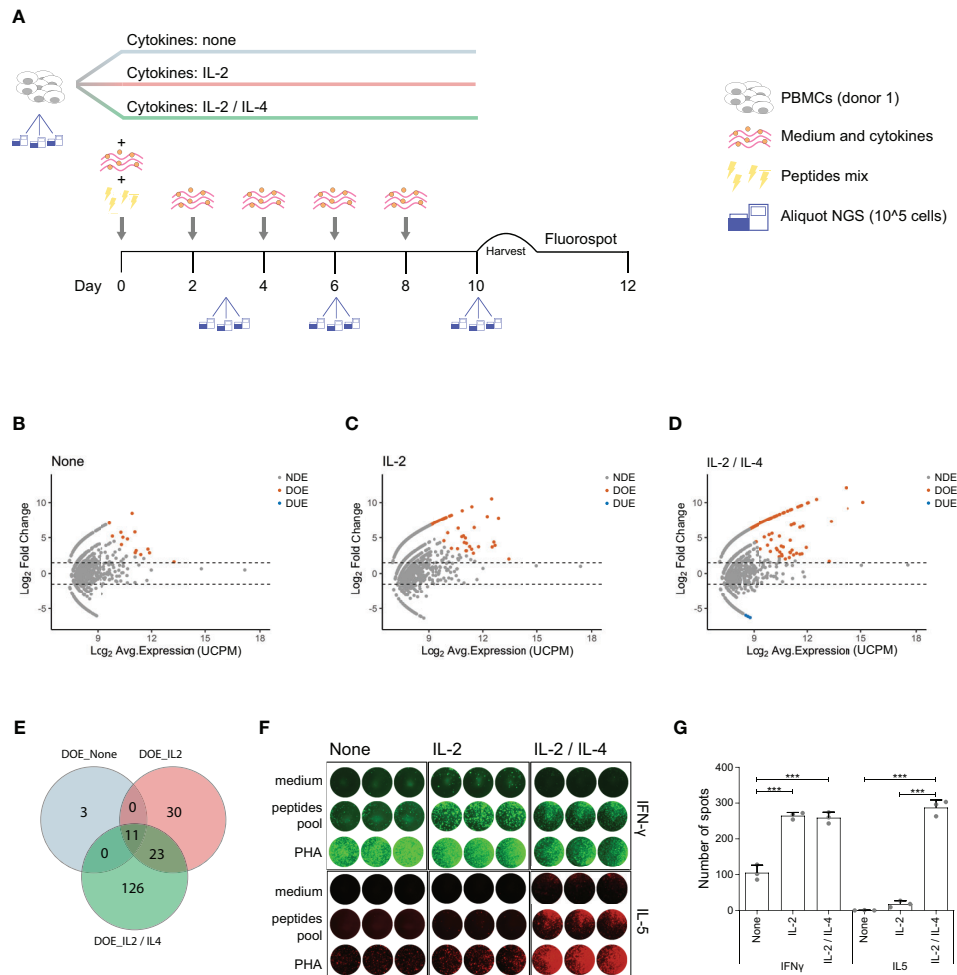 A
Cytokines: none
Cytokines: IL-2
Cytokines: IL-2 / IL-4
PBMCs (donor 1)
Medium and cytokines
Peptides mix
Aliquot NGS (10^5 cells)
+
+
Harvest
Fluorospot
Day 0 2 4 6 8 10 12
B
None
NDE
DOE
DUE
10
5
0
-5
Log2 Fold Change
9 12 15 18
Log2 Avg.Expression (UCPM)
C
IL-2
NDE
DOE
DUE
10
5
0
-5
Log2 Fold Change
9 12 15 18
Log2 Avg.Expression (UCPM)
D
IL-2 / IL-4
NDE
DOE
DUE
10
5
0
-5
Log2 Fold Change
9 12 15 18
Log2 Avg.Expression (UCPM)
E
DOE_None DOE_IL2
3 0 30
11
0 23
126
DOE_IL2 / IL4
F
None IL-2 IL-2 / IL-4
medium
peptides
pool
PHA
IFN-γ
medium
peptides
pool
PHA
IL-5
G
Number of spots
400
300
200
100
0
***
***
***
***
None
IL-2
IL-2 / IL-4
None
IL-2
IL-2 / IL-4
IFNγ IL5